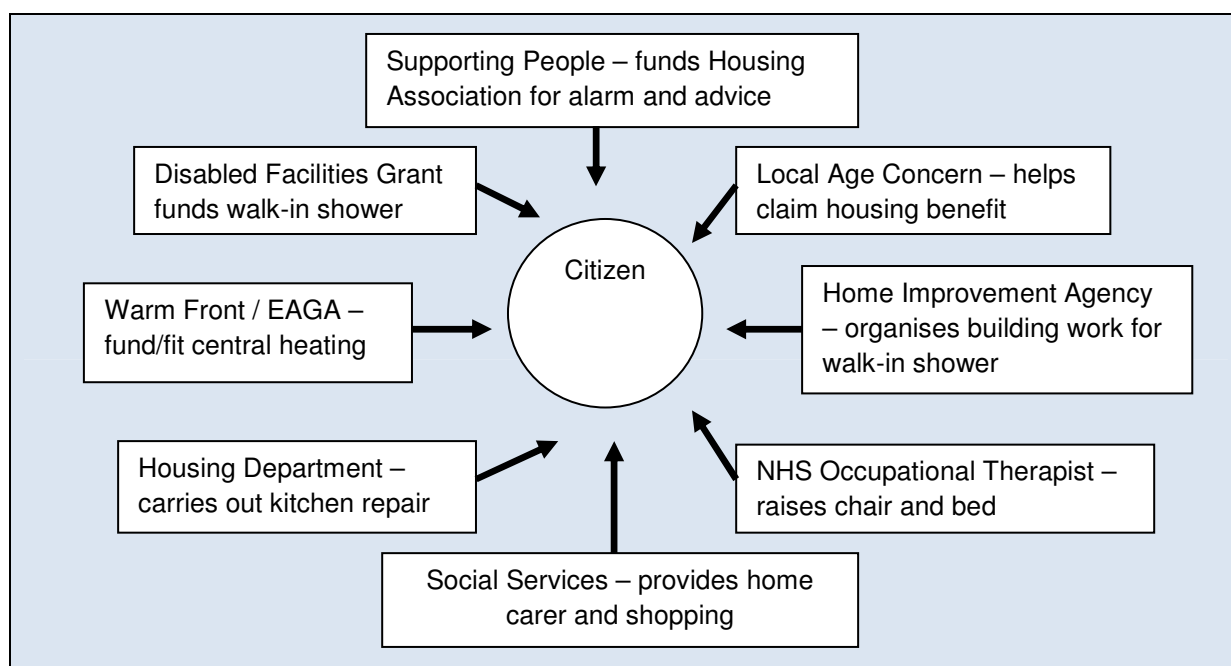 Supporting People – funds Housing
Association for alarm and advice
Disabled Facilities Grant
funds walk-in shower
Local Age Concern – helps
claim housing benefit
Citizen
Warm Front / EAGA –
fund/fit central heating
Home Improvement Agency
– organises building work for
walk-in shower
Housing Department –
carries out kitchen repair
NHS Occupational Therapist –
raises chair and bed
Social Services – provides home
carer and shopping